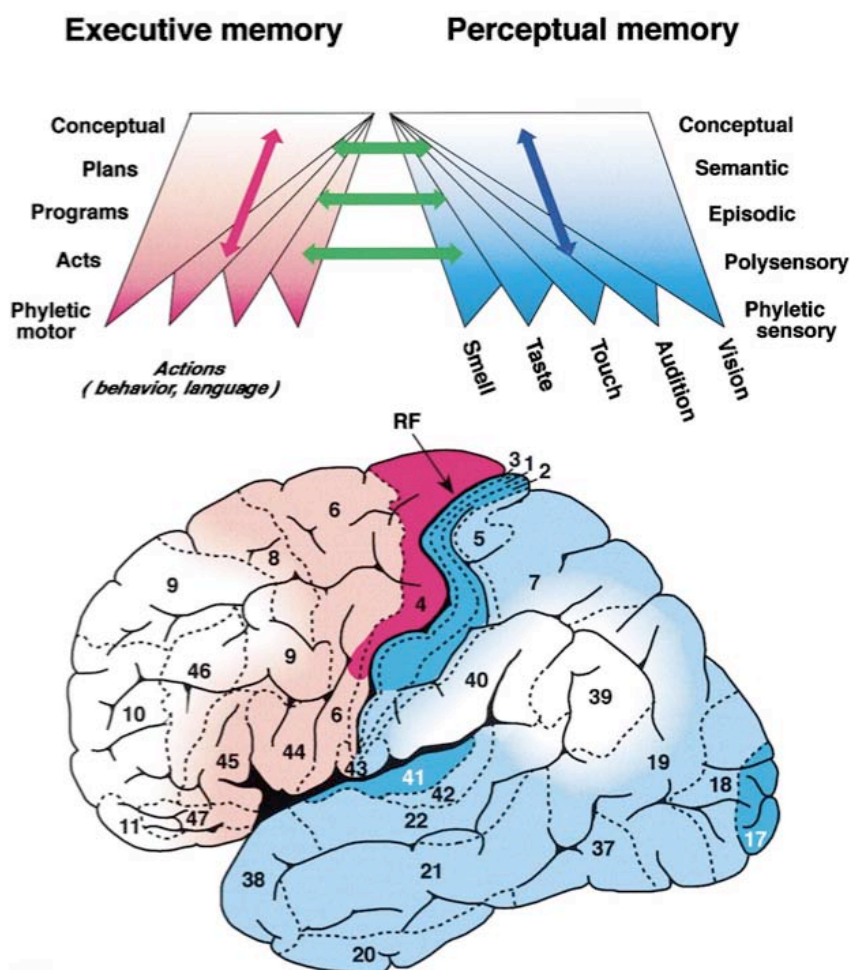 Executive memory
Perceptual memory
Conceptual
Plans
Programs
Acts
Phyletic
motor
Conceptual
Semantic
Episodic
Polysensory
Phyletic
sensory
Actions
( behavior, language )
Smell
Taste
Touch
Audition
Vision
RF
3 1 2
6
5
8
7
9
4
9
46
40
39
10
6
45
44
43
41
19
18
42
47
11
22
17
37
21
38
20